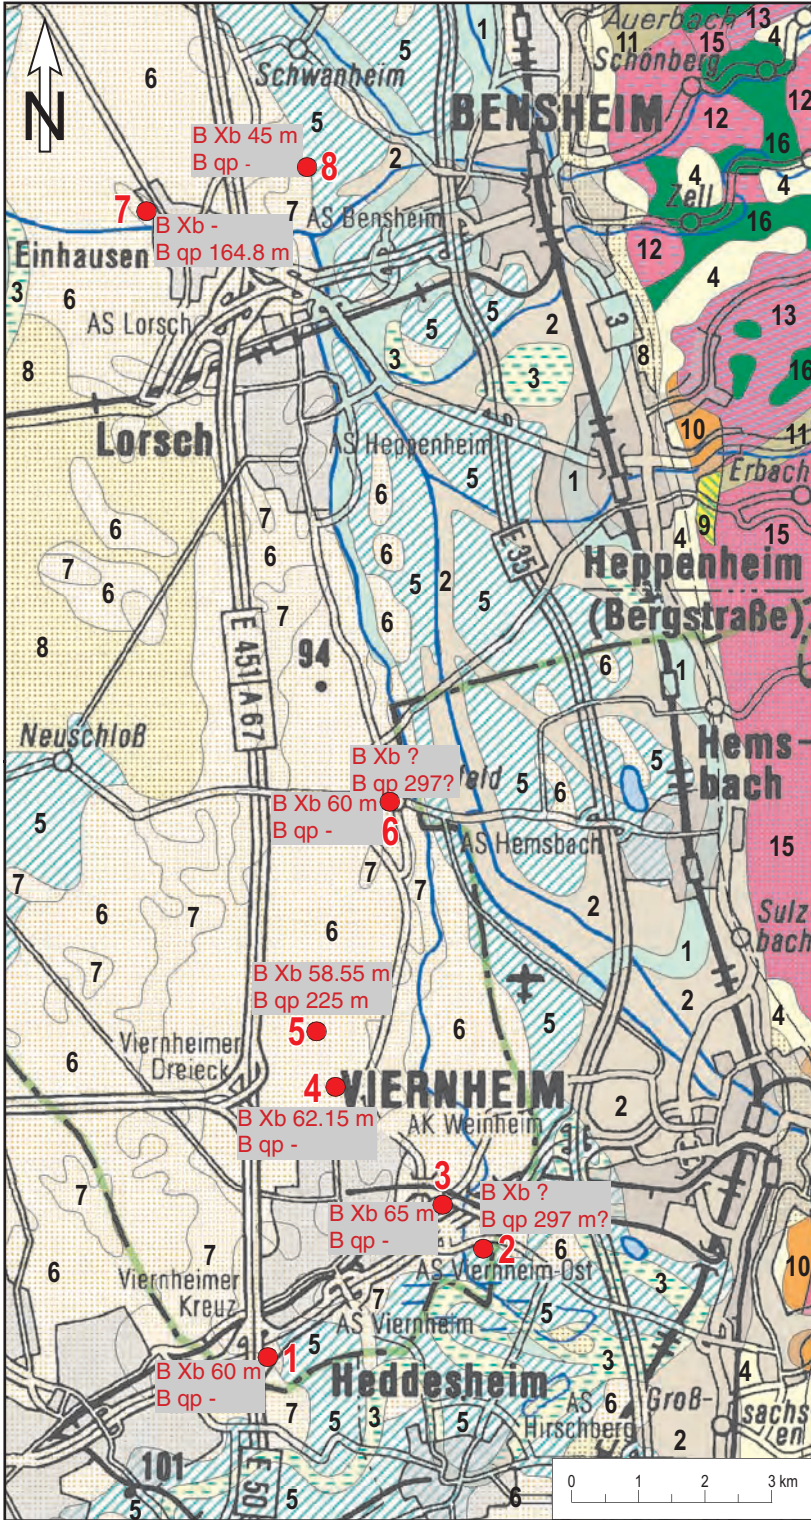 Auerbach
13
11
15
4
5
1
6
Schwanheim
Schönberg
12
12
BENSHEIM
N
B Xb 45 m
B qp -
5
8
2
16
4
4
Zell
7
7
AS Bensheim
B Xb -
B qp 164.8 m
16
12
4
Einhausen
3
6
AS Lorsch
5
5
2
3
13
8
3
3
8
16
10
11
Lorsch
AS Heppenheim
5
1
Erbach
6
6
7
6
4
9
15
6
7
6
E 35
6
5
2
5
Heppenheim
(Bergstraße)
8
7
6
E 451 A 67
94
6
1
Neuschloß
Hems-
bach
B Xb ?
B qp 297?
feld
5
6
5
B Xb 60 m
B qp -
6
5
AS Hemsbach
15
7
7
7
6
7
2
Sulz-
bach
6
1
7
2
B Xb 58.55 m
B qp 225 m
5
6
5
4
6
Viernheimer
Dreieck
4
VIERNHEIM
2
B Xb 62.15 m
B qp -
AK Weinheim
7
3
B Xb ?
B qp 297 m?
B Xb 65 m
B qp -
2
6
7
6
AS Viernheim-Ost
3
10
Viernheimer
Kreuz
7
5
AS Viernheim
5
1
3
B Xb 60 m
B qp -
Heddesheim
4
7
5
3
5
AS
Hirschberg
6
Groß-
sachs
en
2
101
E 50
5
5
6
0 1 2 3 km